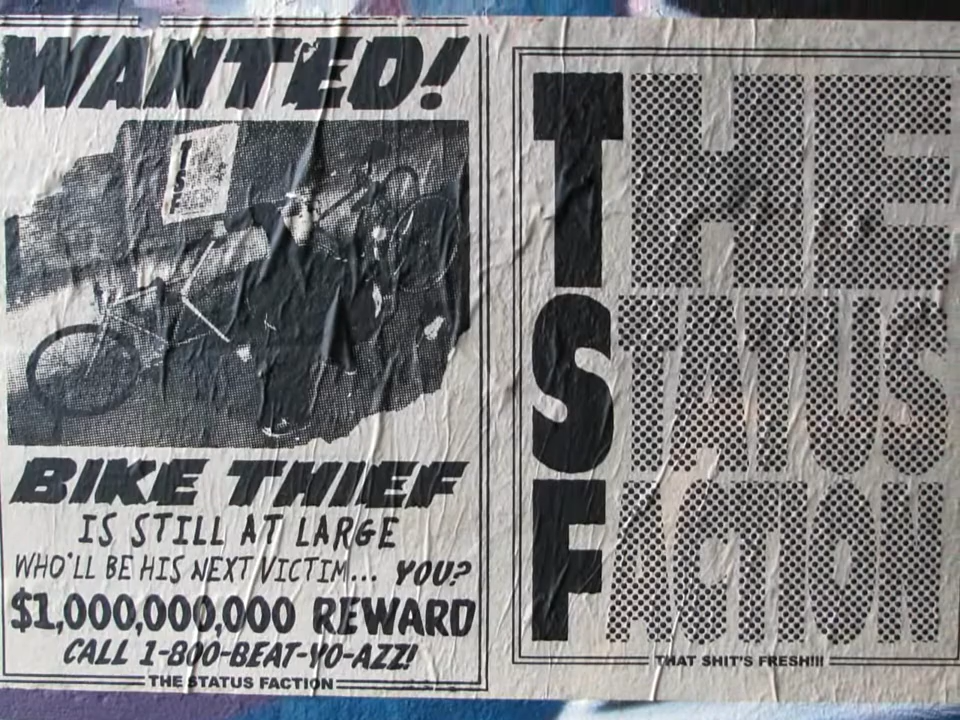 WANTED!
T
S
F
BIKE THIEF
IS STILL AT LARGE
WHO'LL BE HIS NEXT VICTIM... YOU?
$1,000,000,000 REWARD
CALL 1-800-BEAT-YO-AZZ!
THE STATUS FACTION
THE
STATUS
FACTION
THAT SHIT'S FRESH!!!